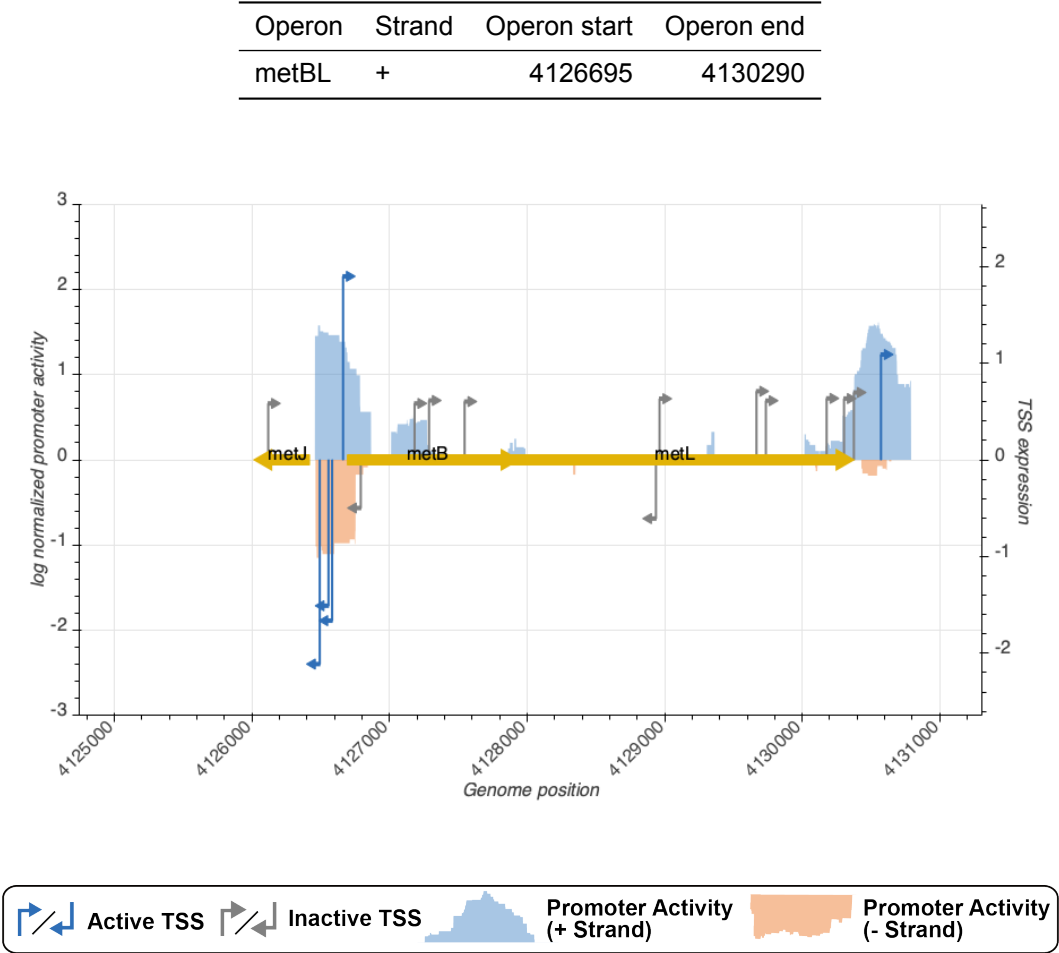 Operon Strand Operon start Operon end
metBL + 4126695 4130290
3
2
1
0
-1
-2
-3
log normalized promoter activity
2
1
0
-1
-2
TSS expression
metJ metB metL
4125000 4126000 4127000 4128000 4129000 4130000 4131000
Genome position
Active TSS Inactive TSS Promoter Activity Promoter Activity
(+ Strand) (- Strand)